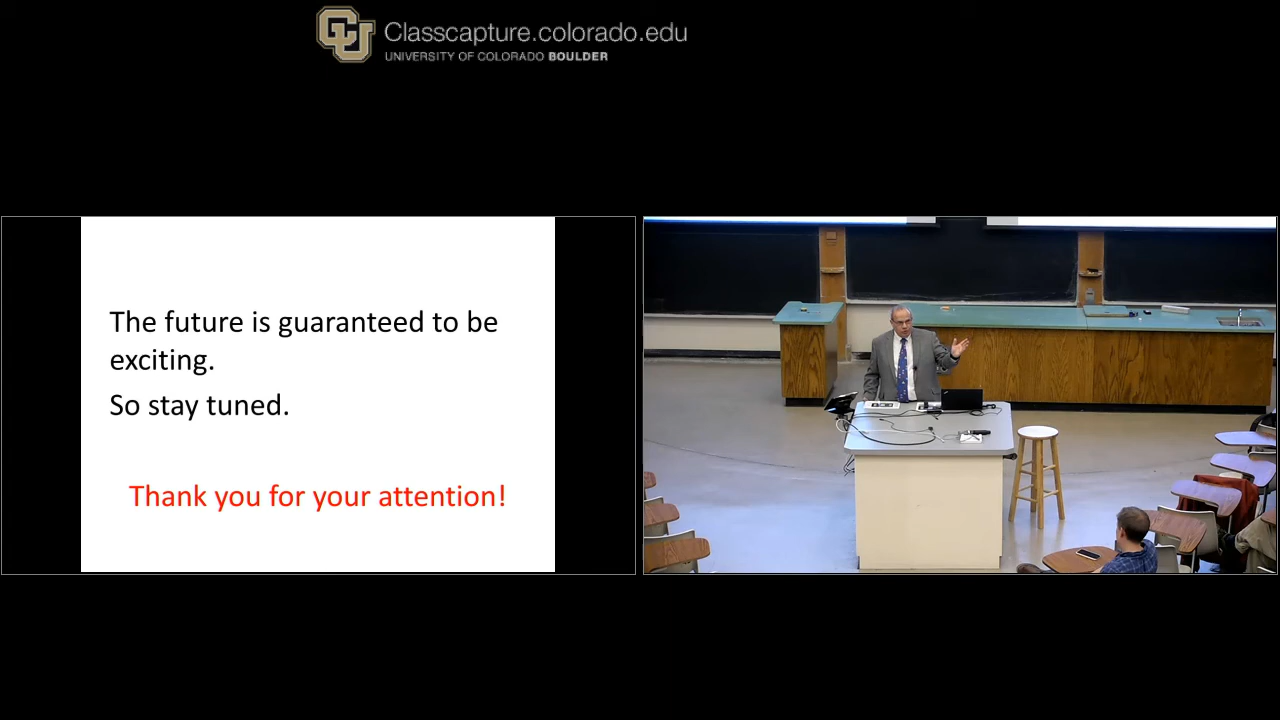 Classcapture.colorado.edu
UNIVERSITY OF COLORADO BOULDER
The future is guaranteed to be
exciting.
So stay tuned.
Thank you for your attention!